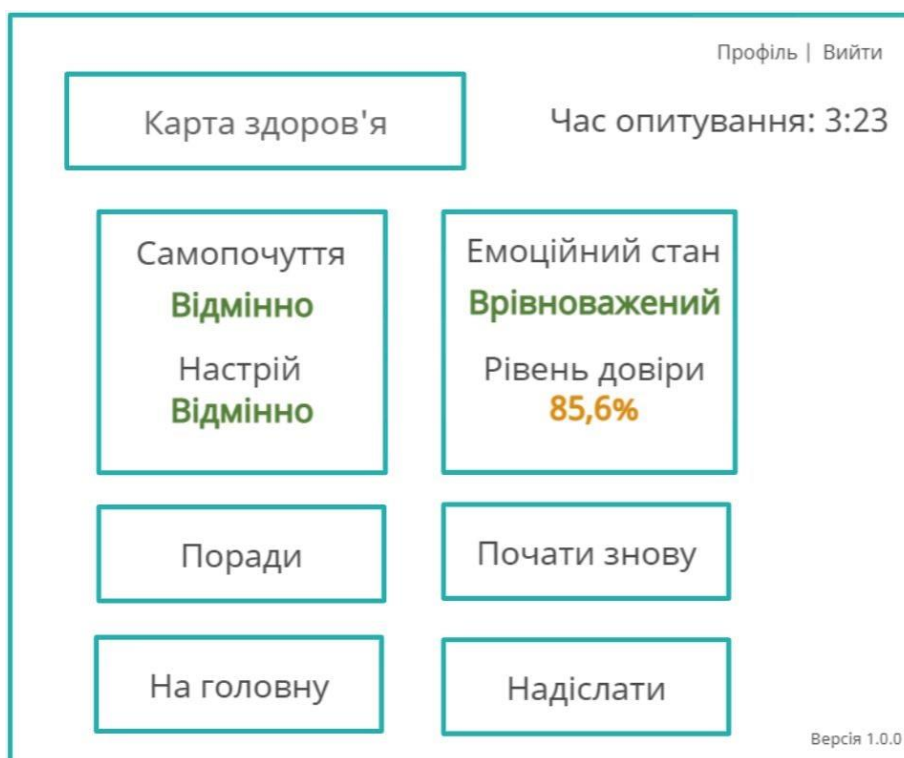 Профіль | Вийти
Карта здоров'я
Час опитування: 3:23
Самопочуття
Відмінно
Настрій
Відмінно
Емоційний стан
Врівноважений
Рівень довіри
85,6%
Поради
Почати знову
На головну
Надіслати
Версія 1.0.0